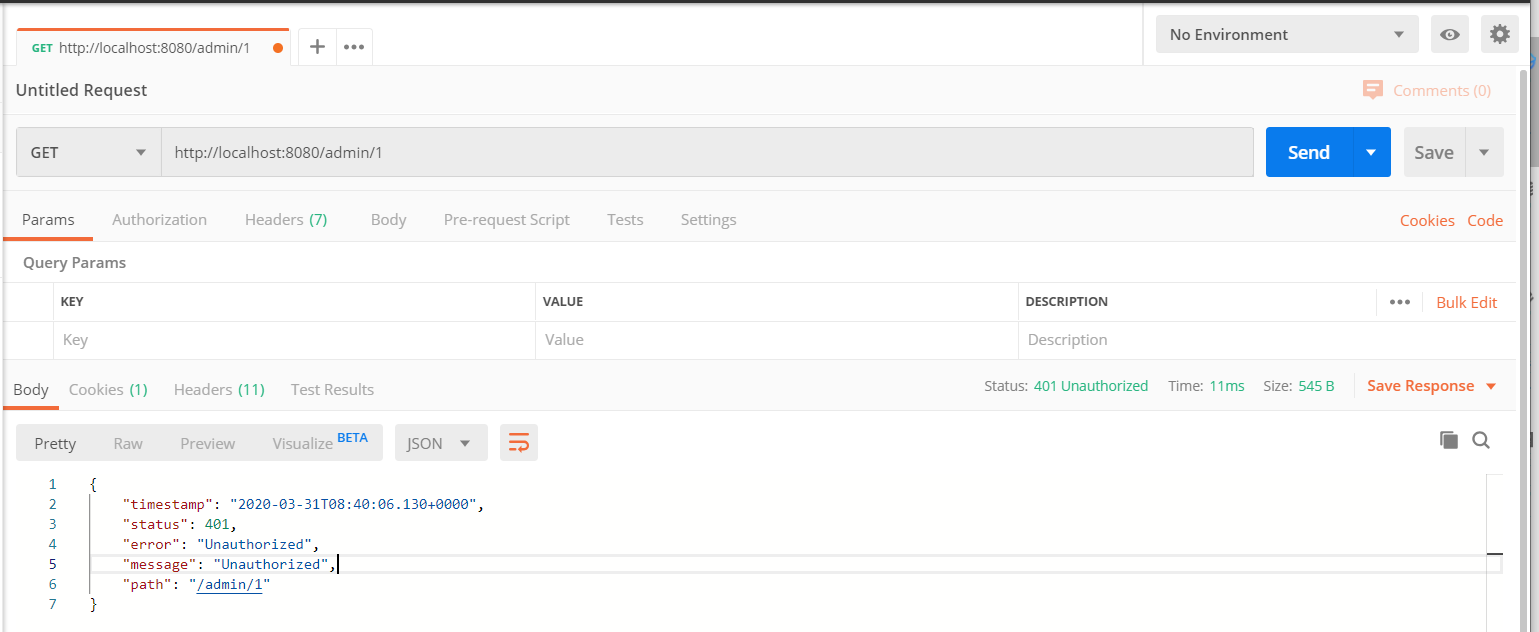 GET http://localhost:8080/admin/1
No Environment
Untitled Request
Comments (0)
GET http://localhost:8080/admin/1 Send Save
Params Authorization Headers (7) Body Pre-request Script Tests Settings Cookies Code
Query Params
KEY VALUE DESCRIPTION Bulk Edit
Key Value Description
Body Cookies (1) Headers (11) Test Results Status: 401 Unauthorized Time: 11ms Size: 545 B Save Response
Pretty Raw Preview Visualize BETA JSON
1 {
2 "timestamp": "2020-03-31T08:40:06.130+0000",
3 "status": 401,
4 "error": "Unauthorized",
5 "message": "Unauthorized",
6 "path": "/admin/1"
7 }